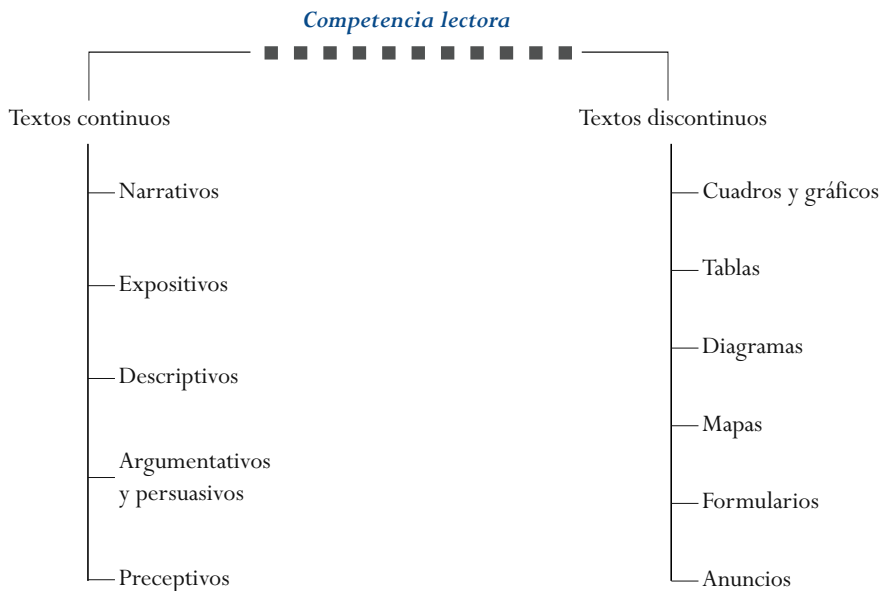 Competencia lectora
Textos continuos
Narrativos
Expositivos
Descriptivos
Argumentativos
y persuasivos
Preceptivos
Textos discontinuos
Cuadros y gráficos
Tablas
Diagramas
Mapas
Formularios
Anuncios